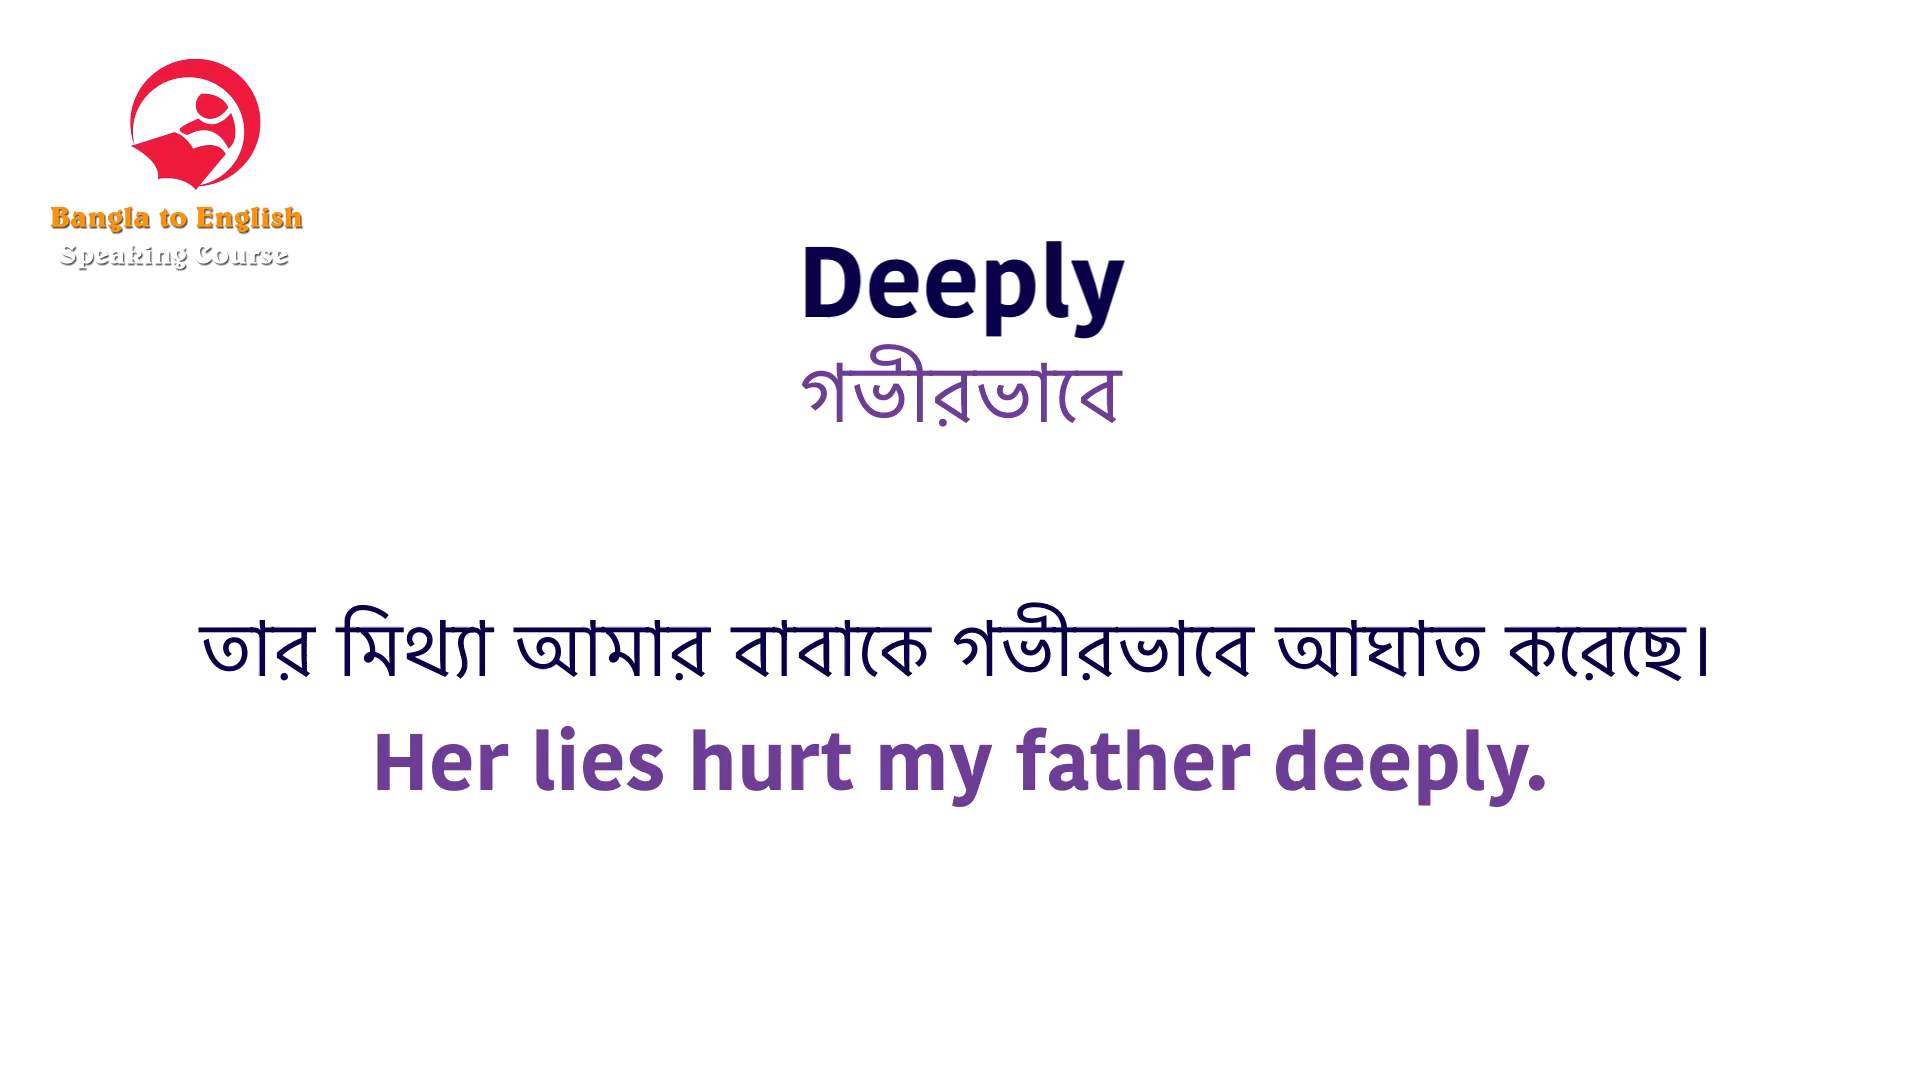 Bangla to English
Speaking Course
Deeply
গভীরভাবে
তার মিথ্যা আমার বাবাকে গভীরভাবে আঘাত করেছে।
Her lies hurt my father deeply.